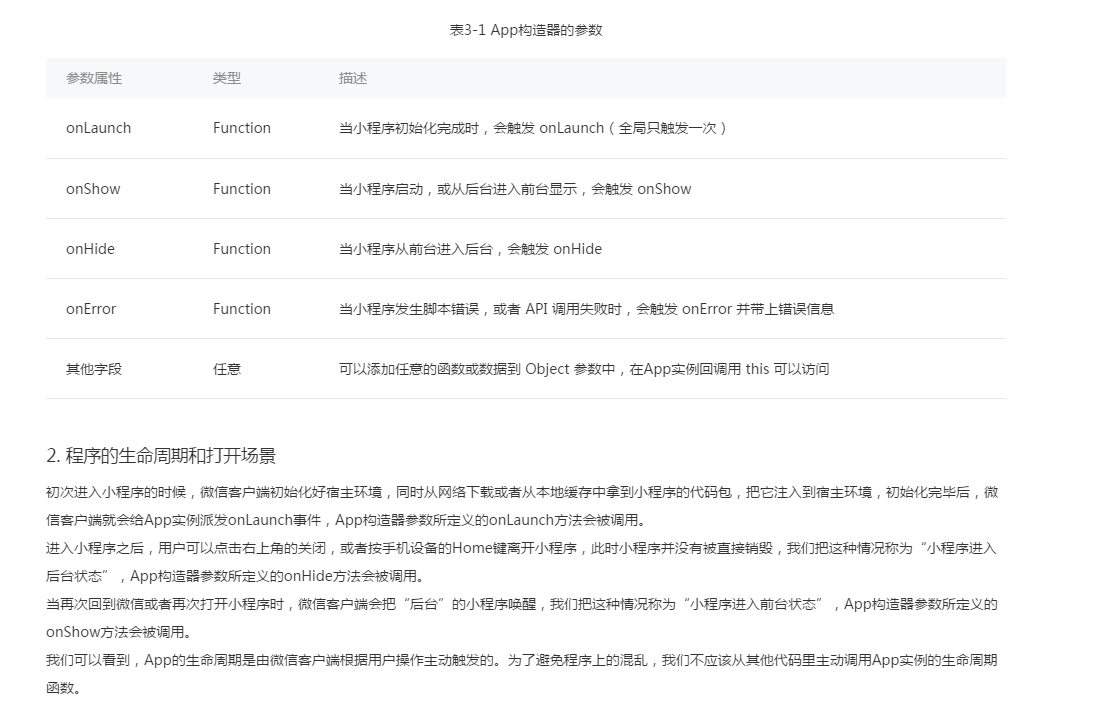 表3-1 App构造器的参数
参数属性 类型 描述
onLaunch Function 当小程序初始化完成时，会触发 onLaunch（全局只触发一次）
onShow Function 当小程序启动，或从后台进入前台显示，会触发 onShow
onHide Function 当小程序从前台进入后台，会触发 onHide
onError Function 当小程序发生脚本错误，或者 API 调用失败时，会触发 onError 并带上错误信息
其他字段 任意 可以添加任意的函数或数据到 Object 参数中，在App实例回调用 this 可以访问
2. 程序的生命周期和打开场景
初次进入小程序的时候，微信客户端初始化好宿主环境，同时从网络下载或者从本地缓存中拿到小程序的代码包，把它注入到宿主环境，初始化完毕后，微
信客户端就会给App实例派发onLaunch事件，App构造器参数所定义的onLaunch方法会被调用。
进入小程序之后，用户可以点击右上角的关闭，或者按手机设备的Home键离开小程序，此时小程序并没有被直接销毁，我们把这种情况称为“小程序进入
后台状态”，App构造器参数所定义的onHide方法会被调用。
当再次回到微信或者再次打开小程序时，微信客户端会把“后台”的小程序唤醒，我们把这种情况称为“小程序进入前台状态”，App构造器参数所定义的
onShow方法会被调用。
我们可以看到，App的生命周期是由微信客户端根据用户操作主动触发的。为了避免程序上的混乱，我们不应该从其他代码里主动调用App实例的生命周期
函数。